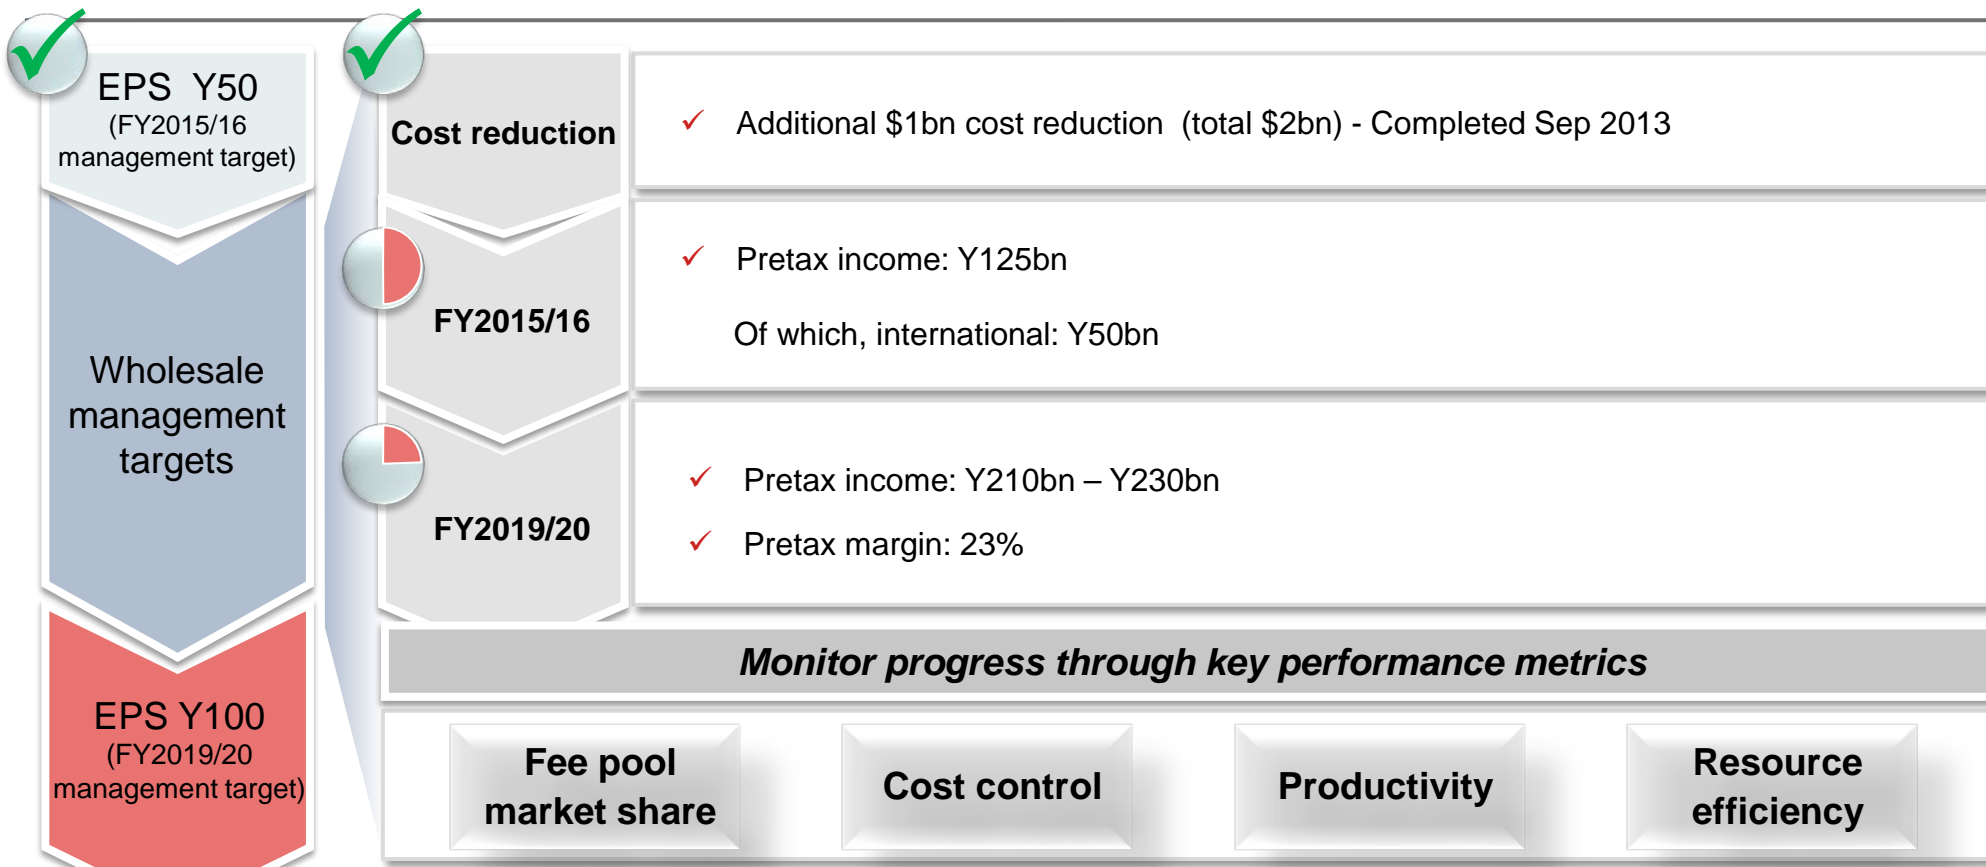 EPS Y50
(FY2015/16
management target)
Wholesale
management
targets
EPS Y100
(FY2019/20
management target)
Cost reduction
Additional $1bn cost reduction (total $2bn) - Completed Sep 2013
FY2015/16
Pretax income: Y125bn
Of which, international: Y50bn
FY2019/20
Pretax income: Y210bn – Y230bn
Pretax margin: 23%
Monitor progress through key performance metrics
Fee pool
market share
Cost control
Productivity
Resource
efficiency